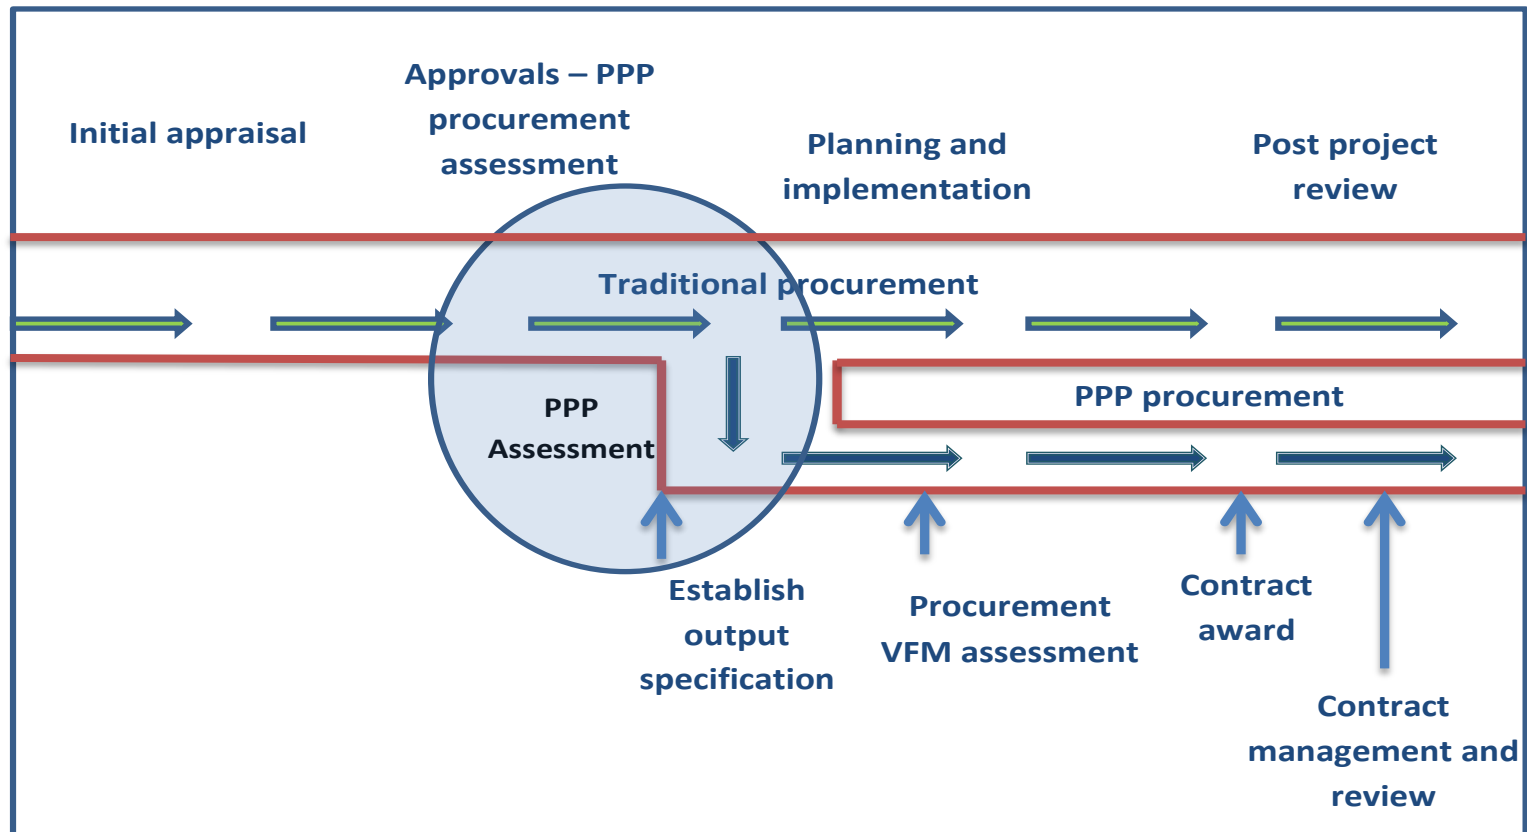 Initial appraisal
Approvals – PPP
procurement
assessment
Planning and
implementation
Post project
review
Traditional procurement
PPP
Assessment
PPP procurement
Establish
output
specification
Procurement
VFM assessment
Contract
award
Contract
management and
review